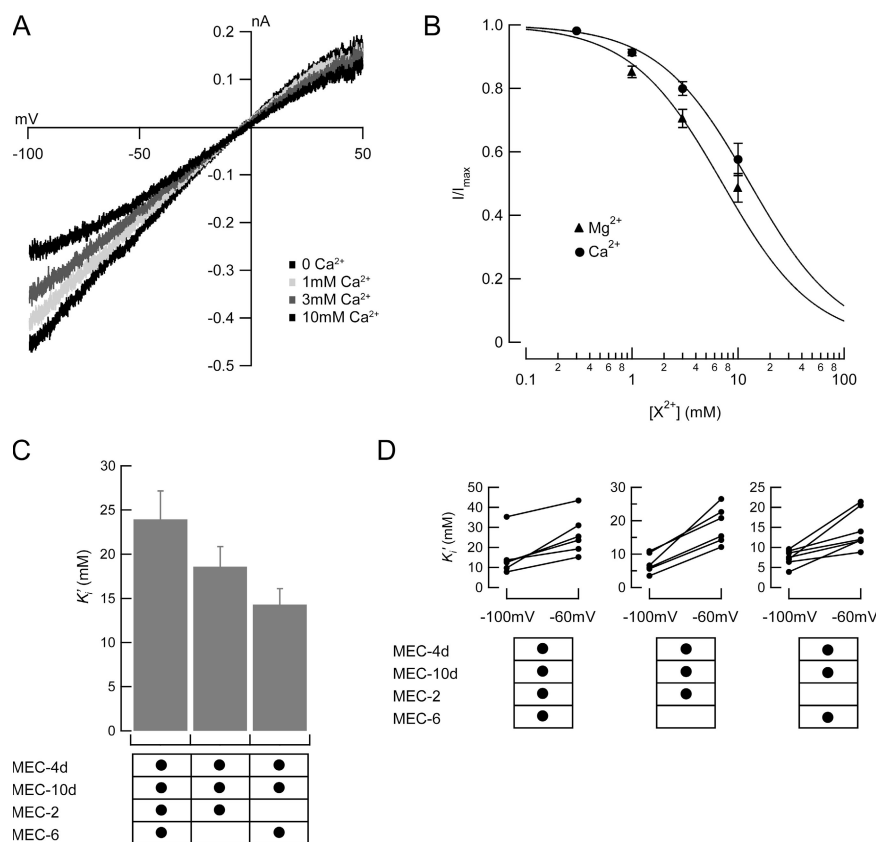 A
nA
0.2
0.1
mV
-100
-50
50
-0.1
-0.2
-0.3
-0.4
-0.5
0 Ca²⁺
1mM Ca²⁺
3mM Ca²⁺
10mM Ca²⁺
B
1.0
0.8
0.6
0.4
0.2
0
I/Imax
Mg²⁺
Ca²⁺
2 4 6 8 2 4 6 8 2 4 6 8
0.1 1 10 100
[X²⁺] (mM)
C
30
25
20
15
10
5
0
Kᵢ' (mM)
MEC-4d
MEC-10d
MEC-2
MEC-6
D
Kᵢ' (mM)
50
40
30
20
10
0
-100mV -60mV
30
20
10
0
-100mV -60mV
25
20
15
10
5
0
-100mV -60mV
MEC-4d
MEC-10d
MEC-2
MEC-6